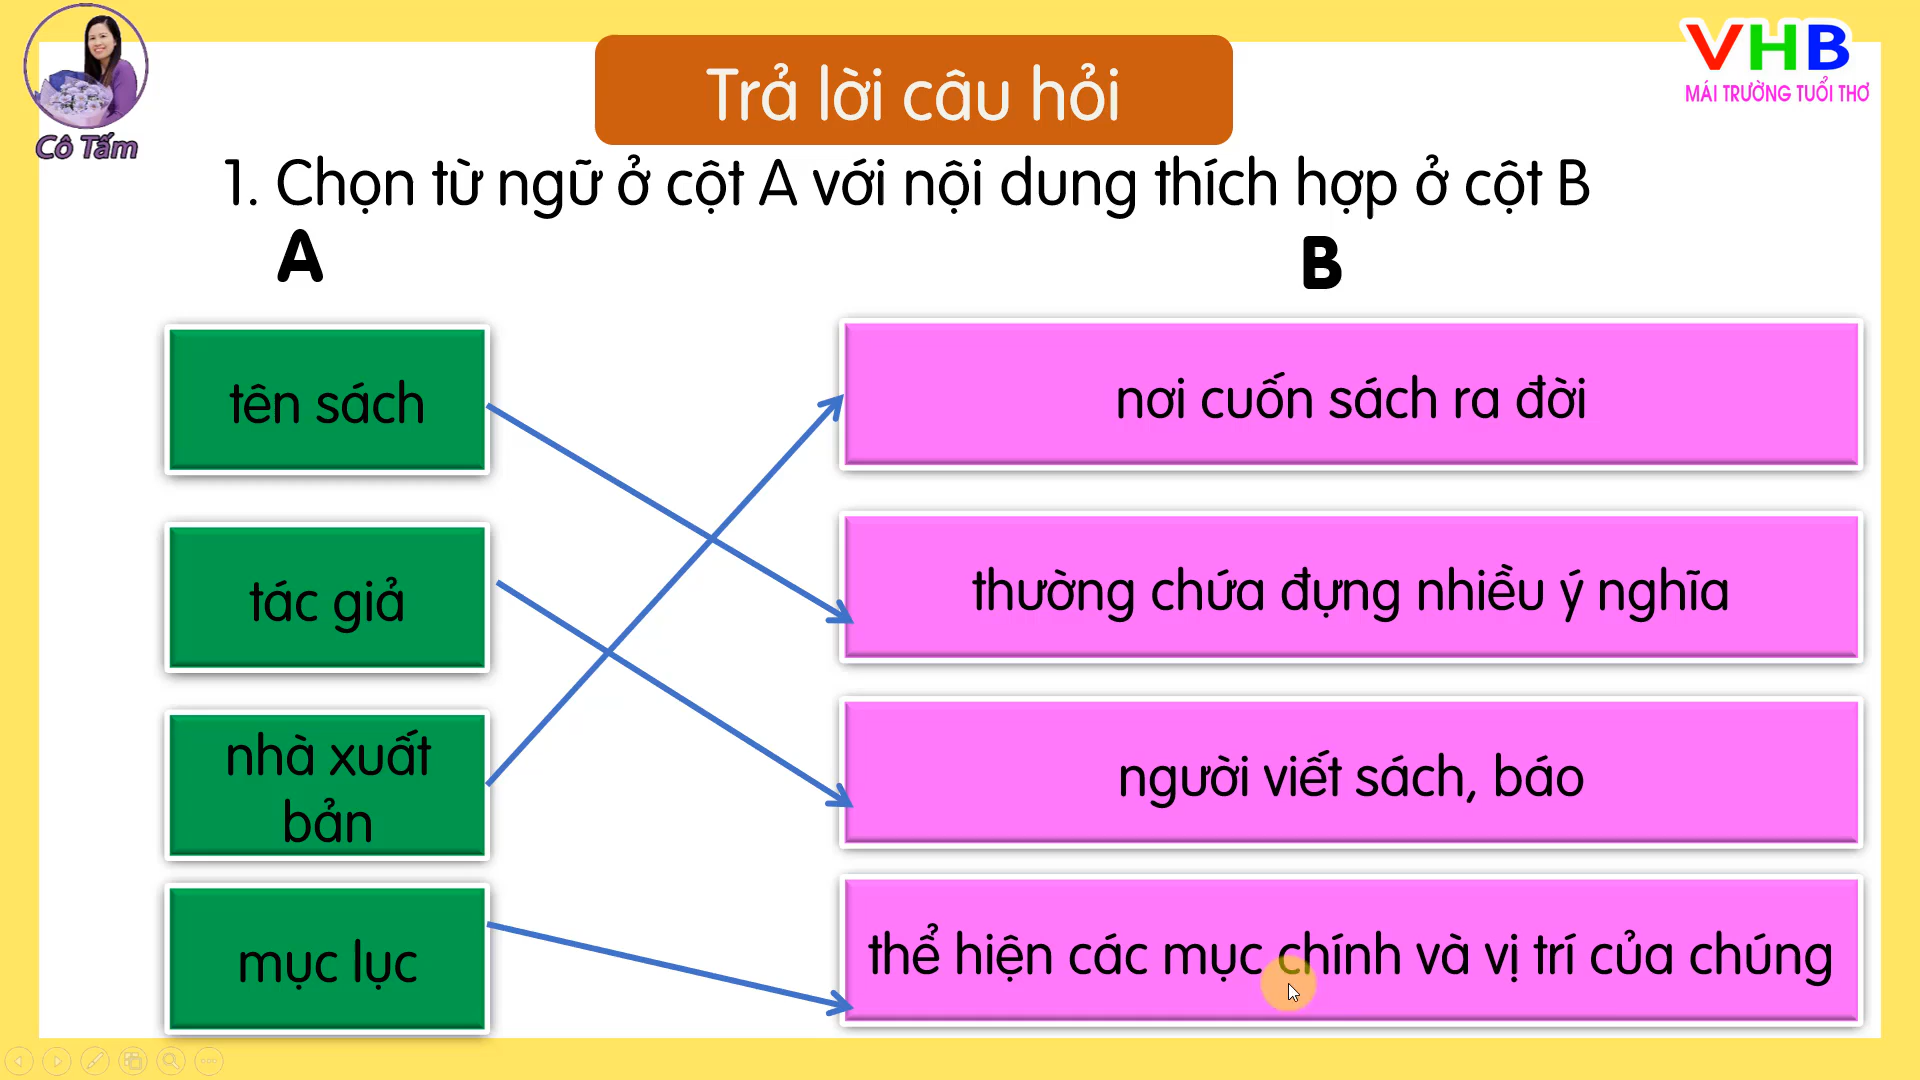 Cô Tấm
Trả lời câu hỏi
VHB
MÁI TRƯỜNG TUỔI THƠ
1. Chọn từ ngữ ở cột A với nội dung thích hợp ở cột B
A
B
tên sách
nơi cuốn sách ra đời
tác giả
thường chứa đựng nhiều ý nghĩa
nhà xuất
bản
người viết sách, báo
mục lục
thể hiện các mục chính và vị trí của chúng